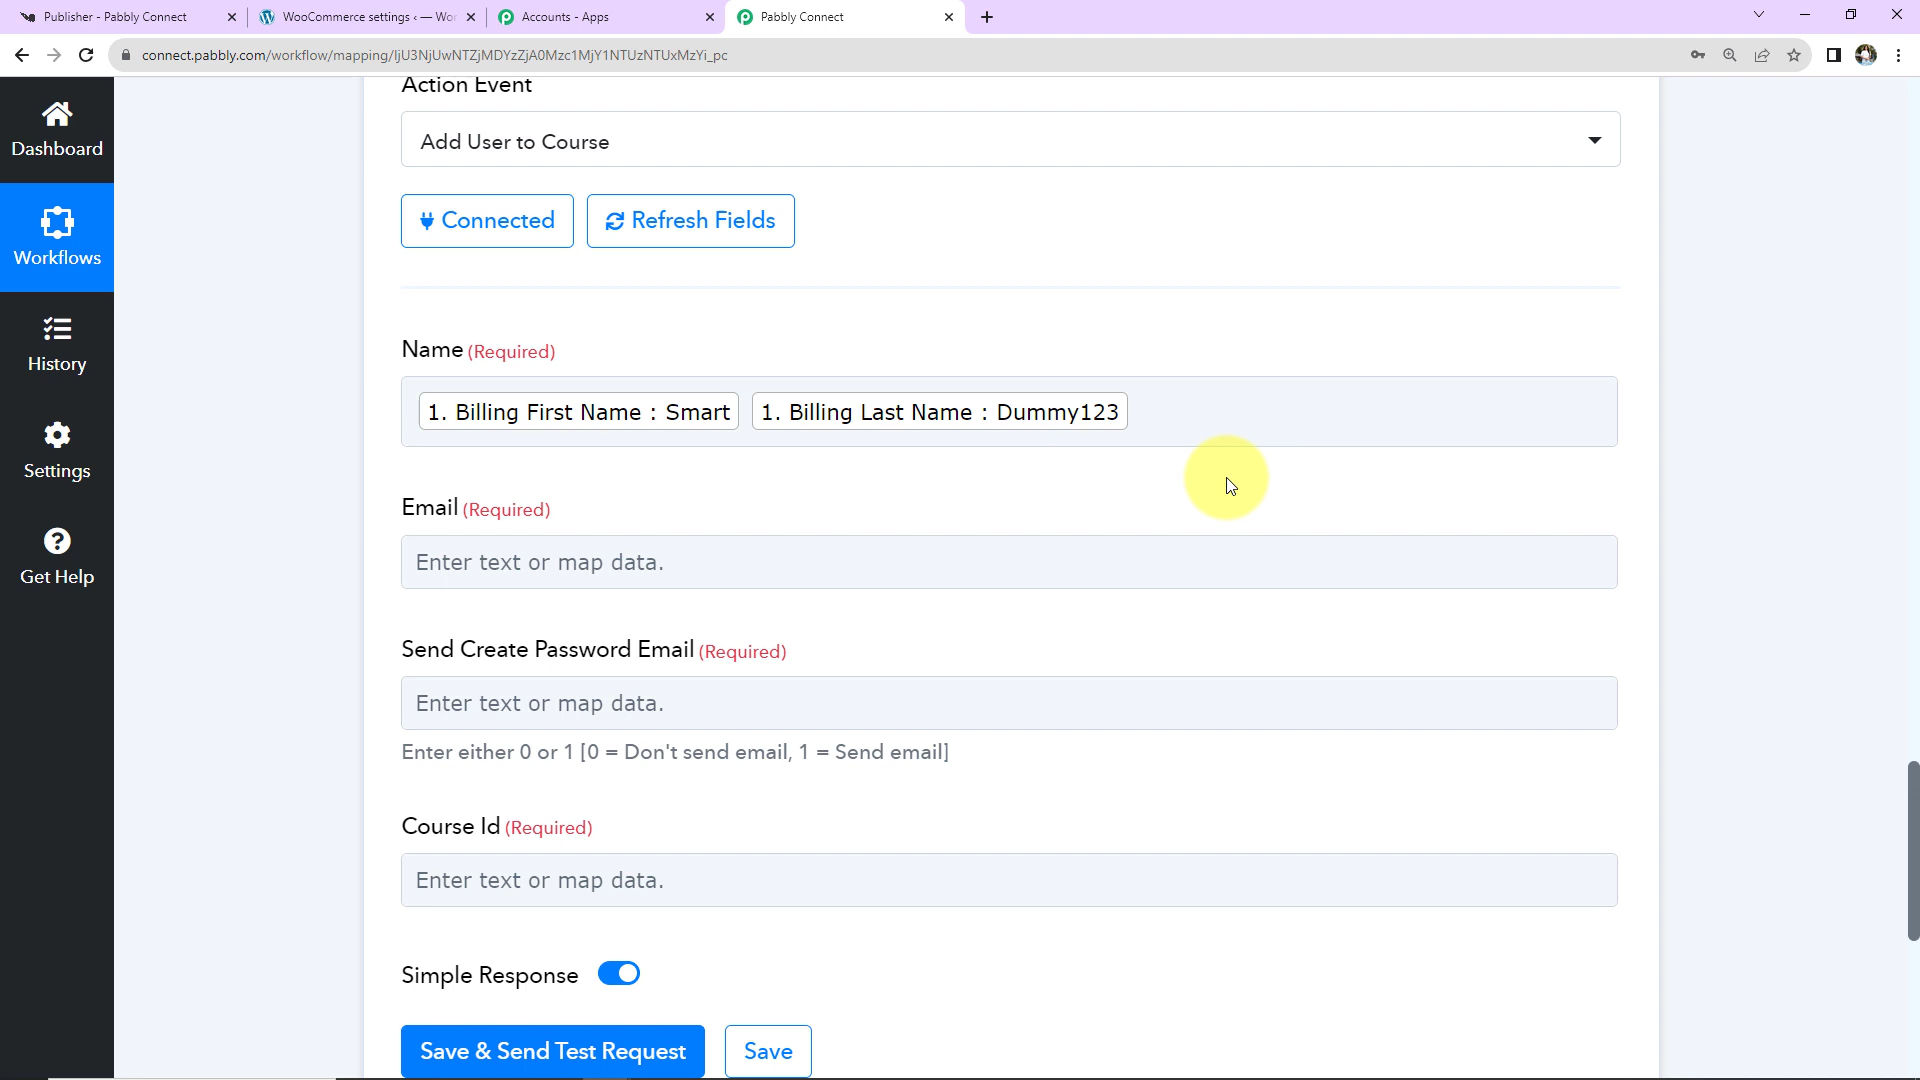 Publisher - Pabbly Connect
WooCommerce settings ‹ — Wor
Accounts - Apps
Pabbly Connect
connect.pabbly.com/workflow/mapping/IjU3NjUwNTZjMDYzZjA0Mzc1MjY1NTUzNTUxMzYi_pc
Dashboard
Workflows
History
Settings
Get Help
Action Event
Add User to Course
Connected
Refresh Fields
Name (Required)
1. Billing First Name : Smart 1. Billing Last Name : Dummy123
Email (Required)
Enter text or map data.
Send Create Password Email (Required)
Enter text or map data.
Enter either 0 or 1 [0 = Don't send email, 1 = Send email]
Course Id (Required)
Enter text or map data.
Simple Response
Save & Send Test Request
Save